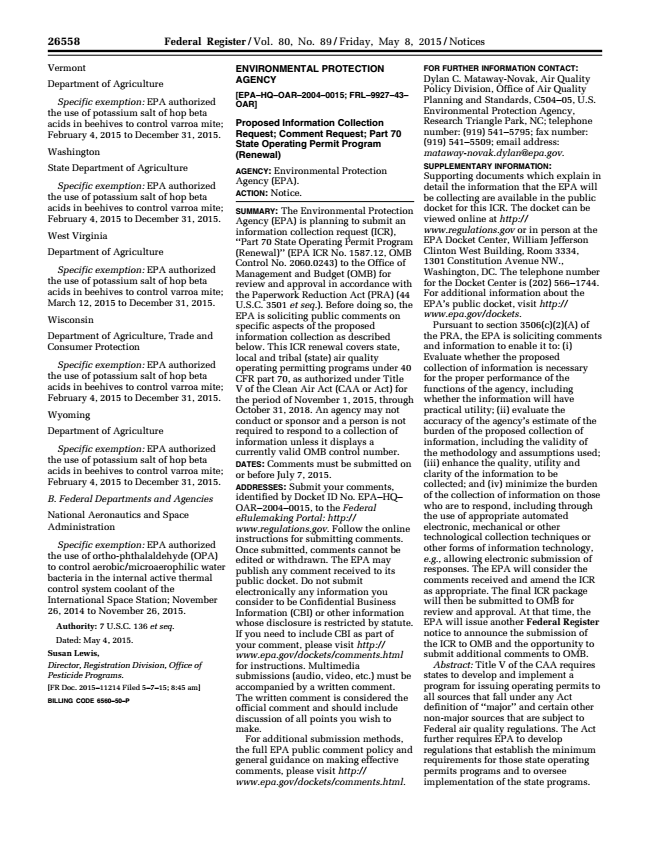 26558 Federal Register / Vol. 80, No. 89 / Friday, May 8, 2015 / Notices
Vermont
Department of Agriculture
Specific exemption: EPA authorized
the use of potassium salt of hop beta
acids in beehives to control varroa mite;
February 4, 2015 to December 31, 2015.
Washington
State Department of Agriculture
Specific exemption: EPA authorized
the use of potassium salt of hop beta
acids in beehives to control varroa mite;
February 4, 2015 to December 31, 2015.
West Virginia
Department of Agriculture
Specific exemption: EPA authorized
the use of potassium salt of hop beta
acids in beehives to control varroa mite;
March 12, 2015 to December 31, 2015.
Wisconsin
Department of Agriculture, Trade and
Consumer Protection
Specific exemption: EPA authorized
the use of potassium salt of hop beta
acids in beehives to control varroa mite;
February 4, 2015 to December 31, 2015.
Wyoming
Department of Agriculture
Specific exemption: EPA authorized
the use of potassium salt of hop beta
acids in beehives to control varroa mite;
February 4, 2015 to December 31, 2015.
B. Federal Departments and Agencies
National Aeronautics and Space
Administration
Specific exemption: EPA authorized
the use of ortho-phthalaldehyde (OPA)
to control aerobic/microaerophilic water
bacteria in the internal active thermal
control system coolant of the
International Space Station; November
26, 2014 to November 26, 2015.
Authority: 7 U.S.C. 136 et seq.
Dated: May 4, 2015.
Susan Lewis,
Director, Registration Division, Office of
Pesticide Programs.
[FR Doc. 2015–11214 Filed 5–7–15; 8:45 am]
BILLING CODE 6560–50–P
ENVIRONMENTAL PROTECTION
AGENCY
[EPA–HQ–OAR–2004–0015; FRL–9927–43–
OAR]
Proposed Information Collection
Request; Comment Request; Part 70
State Operating Permit Program
(Renewal)
AGENCY: Environmental Protection
Agency (EPA).
ACTION: Notice.
SUMMARY: The Environmental Protection
Agency (EPA) is planning to submit an
information collection request (ICR),
‘‘Part 70 State Operating Permit Program
(Renewal)’’ (EPA ICR No. 1587.12, OMB
Control No. 2060.0243) to the Office of
Management and Budget (OMB) for
review and approval in accordance with
the Paperwork Reduction Act (PRA) (44
U.S.C. 3501 et seq.). Before doing so, the
EPA is soliciting public comments on
specific aspects of the proposed
information collection as described
below. This ICR renewal covers state,
local and tribal (state) air quality
operating permitting programs under 40
CFR part 70, as authorized under Title
V of the Clean Air Act (CAA or Act) for
the period of November 1, 2015, through
October 31, 2018. An agency may not
conduct or sponsor and a person is not
required to respond to a collection of
information unless it displays a
currently valid OMB control number.
DATES: Comments must be submitted on
or before July 7, 2015.
ADDRESSES: Submit your comments,
identified by Docket ID No. EPA–HQ–
OAR–2004–0015, to the Federal
eRulemaking Portal: http://
www.regulations.gov. Follow the online
instructions for submitting comments.
Once submitted, comments cannot be
edited or withdrawn. The EPA may
publish any comment received to its
public docket. Do not submit
electronically any information you
consider to be Confidential Business
Information (CBI) or other information
whose disclosure is restricted by statute.
If you need to include CBI as part of
your comment, please visit http://
www.epa.gov/dockets/comments.html
for instructions. Multimedia
submissions (audio, video, etc.) must be
accompanied by a written comment.
The written comment is considered the
official comment and should include
discussion of all points you wish to
make.
For additional submission methods,
the full EPA public comment policy and
general guidance on making effective
comments, please visit http://
www.epa.gov/dockets/comments.html.
FOR FURTHER INFORMATION CONTACT:
Dylan C. Mataway-Novak, Air Quality
Policy Division, Office of Air Quality
Planning and Standards, C504–05, U.S.
Environmental Protection Agency,
Research Triangle Park, NC; telephone
number: (919) 541–5795; fax number:
(919) 541–5509; email address:
mataway-novak.dylan@epa.gov.
SUPPLEMENTARY INFORMATION:
Supporting documents which explain in
detail the information that the EPA will
be collecting are available in the public
docket for this ICR. The docket can be
viewed online at http://
www.regulations.gov or in person at the
EPA Docket Center, William Jefferson
Clinton West Building, Room 3334,
1301 Constitution Avenue NW.,
Washington, DC. The telephone number
for the Docket Center is (202) 566–1744.
For additional information about the
EPA’s public docket, visit http://
www.epa.gov/dockets.
Pursuant to section 3506(c)(2)(A) of
the PRA, the EPA is soliciting comments
and information to enable it to: (i)
Evaluate whether the proposed
collection of information is necessary
for the proper performance of the
functions of the agency, including
whether the information will have
practical utility; (ii) evaluate the
accuracy of the agency’s estimate of the
burden of the proposed collection of
information, including the validity of
the methodology and assumptions used;
(iii) enhance the quality, utility and
clarity of the information to be
collected; and (iv) minimize the burden
of the collection of information on those
who are to respond, including through
the use of appropriate automated
electronic, mechanical or other
technological collection techniques or
other forms of information technology,
e.g., allowing electronic submission of
responses. The EPA will consider the
comments received and amend the ICR
as appropriate. The final ICR package
will then be submitted to OMB for
review and approval. At that time, the
EPA will issue another Federal Register
notice to announce the submission of
the ICR to OMB and the opportunity to
submit additional comments to OMB.
Abstract: Title V of the CAA requires
states to develop and implement a
program for issuing operating permits to
all sources that fall under any Act
definition of ‘‘major’’ and certain other
non-major sources that are subject to
Federal air quality regulations. The Act
further requires EPA to develop
regulations that establish the minimum
requirements for those state operating
permits programs and to oversee
implementation of the state programs.